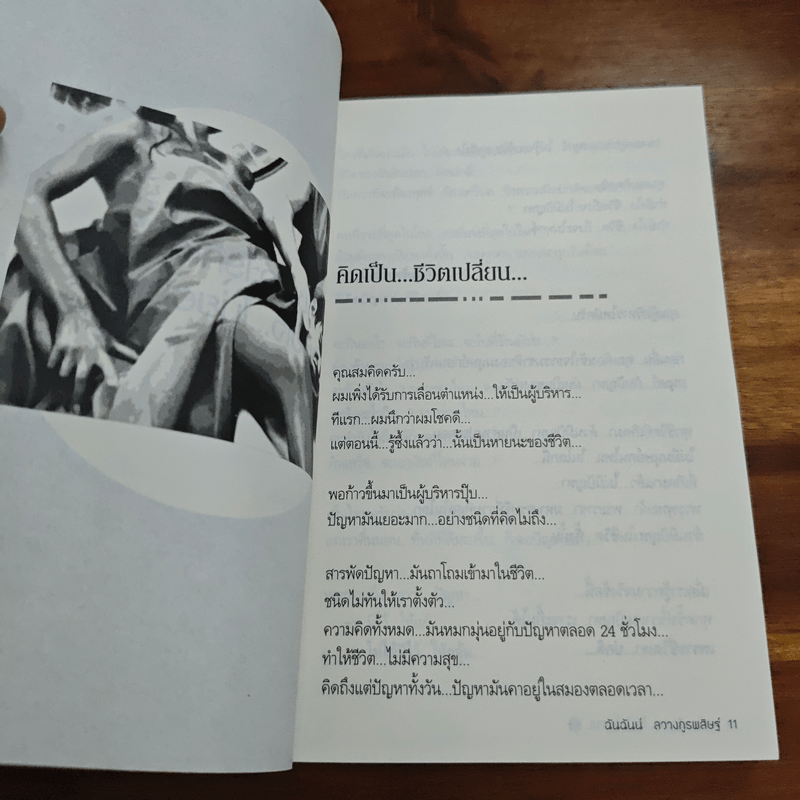 คิดเป็น...ชีวิตเปลี่ยน...
คุณสมคิดครับ...
ผมเพิ่งได้รับการเลื่อนตำแหน่ง...ให้เป็นผู้บริหาร...
ทีแรก...ผมนึกว่าผมโชคดี...
แต่ตอนนี้...รู้ซึ้งแล้วว่า...นั้นเป็นหายนะของชีวิต...
พอก้าวขึ้นมาเป็นผู้บริหารปุ๊บ...
ปัญหามันเยอะมาก...อย่างชนิดที่คิดไม่ถึง...
สารพัดปัญหา...มันถาโถมเข้ามาในชีวิต...
ชนิดไม่ทันให้เราตั้งตัว...
ความคิดทั้งหมด...มันหมกมุ่นอยู่กับปัญหาตลอด 24 ชั่วโมง...
ทำให้ชีวิต...ไม่มีความสุข...
คิดถึงแต่ปัญหาทั้งวัน...ปัญหามันคาอยู่ในสมองตลอดเวลา...
ฉันฉันน์ ลวางกูรพสิษฐ์ 11